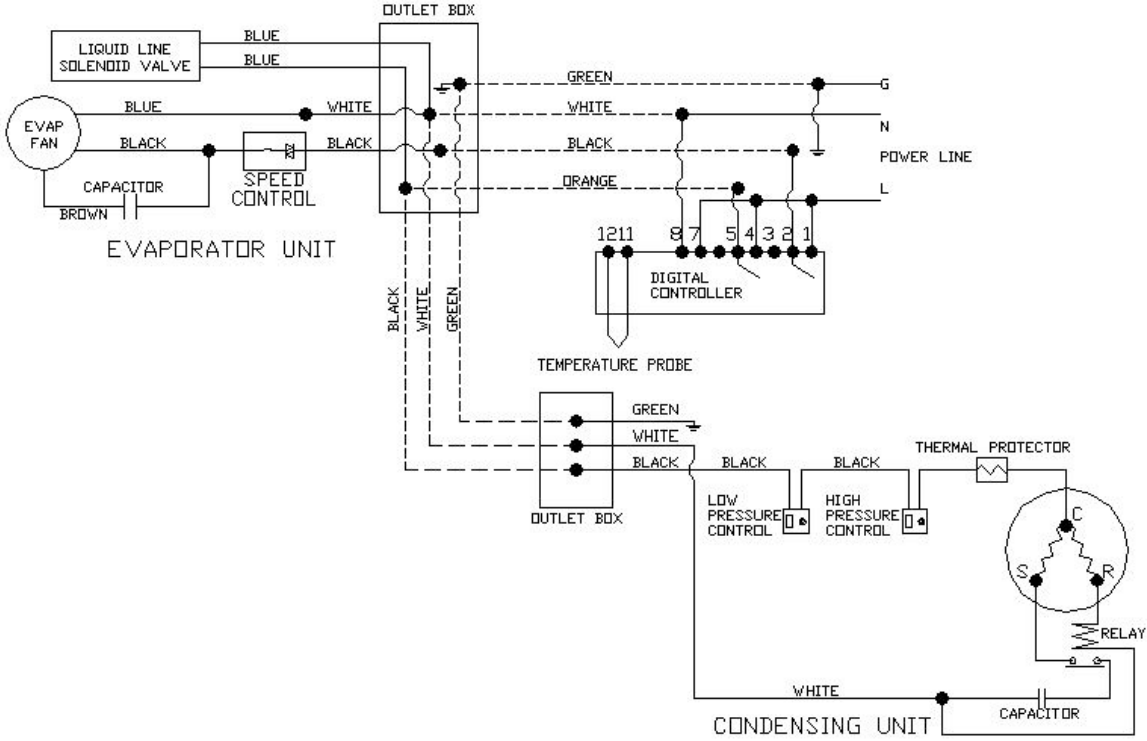 OUTLET BOX
LIQUID LINE
SOLENOID VALVE
BLUE
BLUE
GREEN
G
EVAP
FAN
BLUE
WHITE
WHITE
N
BLACK
BLACK
BLACK
POWER LINE
SPEED
CONTROL
CAPACITOR
BROWN
ORANGE
L
EVAPORATOR UNIT
12 11 8 7 5 4 3 2 1
DIGITAL
CONTROLLER
BLACK
WHITE
GREEN
TEMPERATURE PROBE
GREEN
WHITE
BLACK
BLACK
BLACK
THERMAL PROTECTOR
OUTLET BOX
LOW
PRESSURE
CONTROL
HIGH
PRESSURE
CONTROL
C
S
R
RELAY
WHITE
CAPACITOR
CONDENSING UNIT